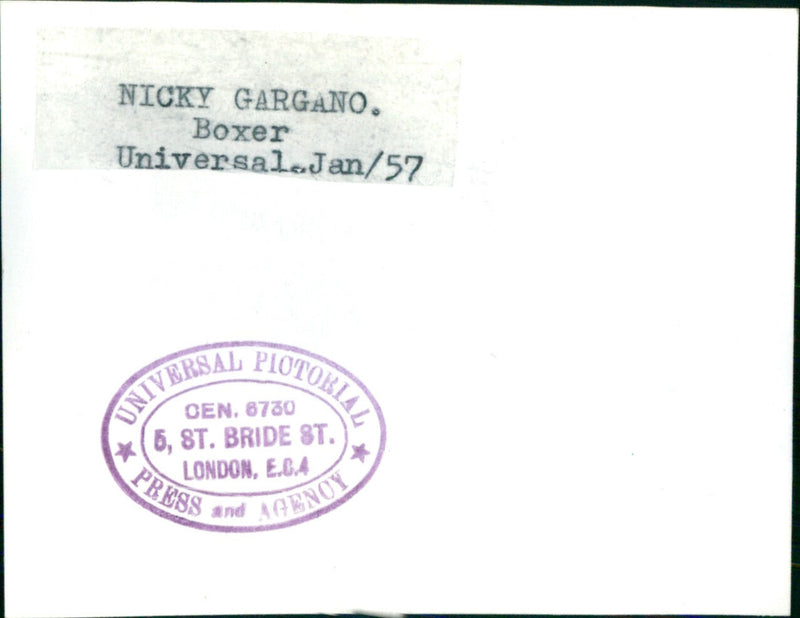 NICKY GARGANO.
Boxer
Universal.Jan/57
UNIVERSAL PICTORIAL
CEN. 6730
5, ST. BRIDE ST.
LONDON, E.C.4
PRESS and AGENCY